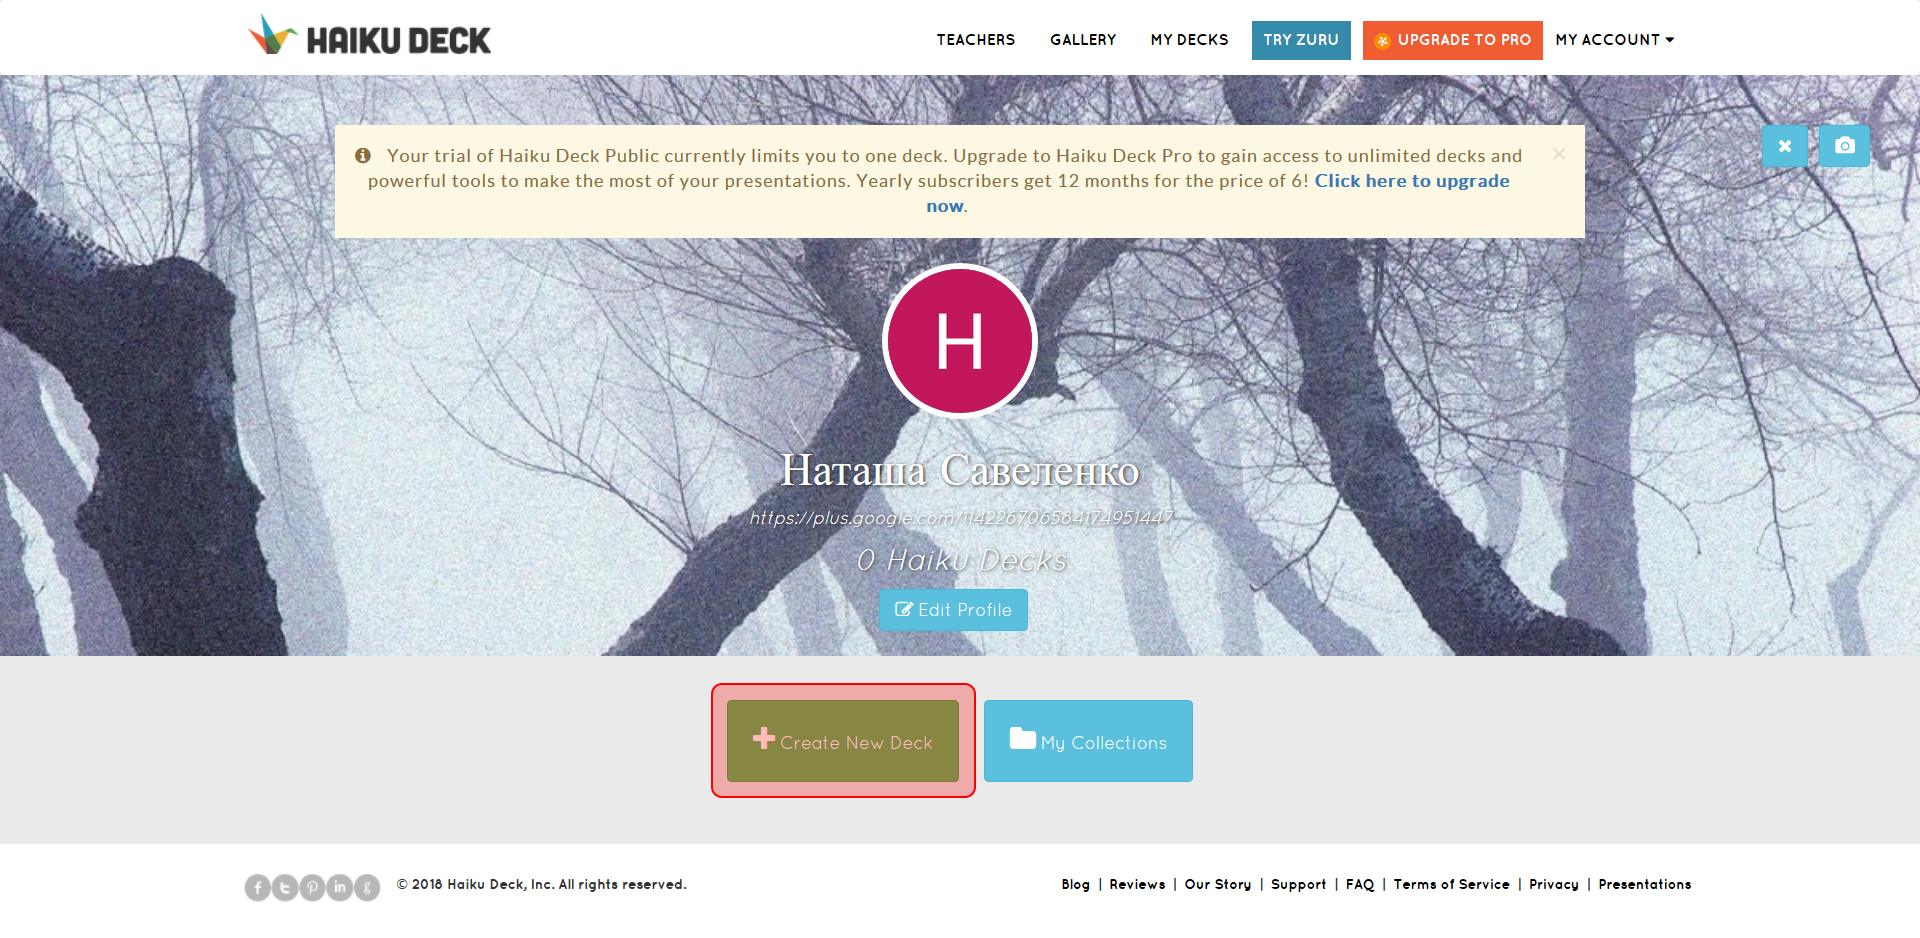 HAIKU DECK
TEACHERS GALLERY MY DECKS TRY ZURU UPGRADE TO PRO MY ACCOUNT
Your trial of Haiku Deck Public currently limits you to one deck. Upgrade to Haiku Deck Pro to gain access to unlimited decks and
powerful tools to make the most of your presentations. Yearly subscribers get 12 months for the price of 6! Click here to upgrade
now.
Н
Наташа Савеленко
https://plus.google.com/114226706584174951447
0 Haiku Decks
Edit Profile
Create New Deck
My Collections
© 2018 Haiku Deck, Inc. All rights reserved.
Blog | Reviews | Our Story | Support | FAQ | Terms of Service | Privacy | Presentations